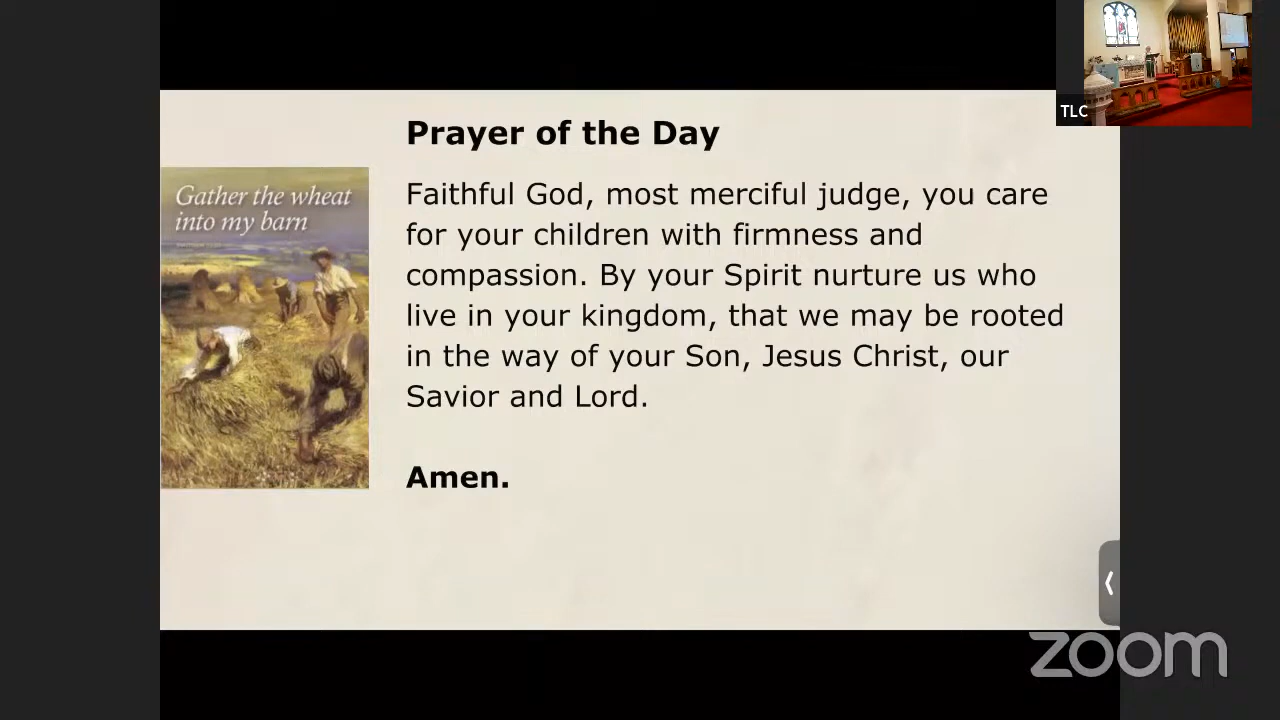 TLC
Prayer of the Day
Gather the wheat
into my barn
Faithful God, most merciful judge, you care
for your children with firmness and
compassion. By your Spirit nurture us who
live in your kingdom, that we may be rooted
in the way of your Son, Jesus Christ, our
Savior and Lord.
Amen.
zoom